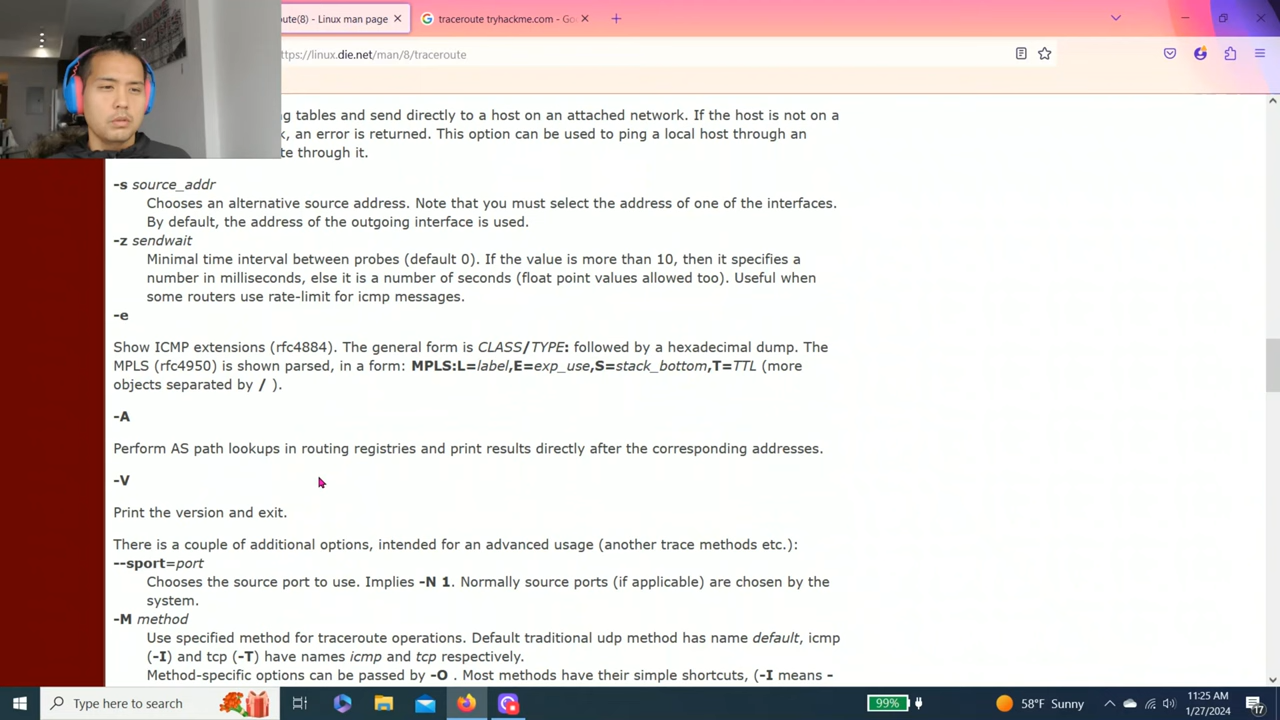 oute(8) - Linux man page
traceroute tryhackme.com - Go
ttps://linux.die.net/man/8/traceroute
ng tables and send directly to a host on an attached network. If the host is not on a
k, an error is returned. This option can be used to ping a local host through an
te through it.
-s source_addr
Chooses an alternative source address. Note that you must select the address of one of the interfaces.
By default, the address of the outgoing interface is used.
-z sendwait
Minimal time interval between probes (default 0). If the value is more than 10, then it specifies a
number in milliseconds, else it is a number of seconds (float point values allowed too). Useful when
some routers use rate-limit for icmp messages.
-e
Show ICMP extensions (rfc4884). The general form is CLASS/TYPE: followed by a hexadecimal dump. The
MPLS (rfc4950) is shown parsed, in a form: MPLS:L=label,E=exp_use,S=stack_bottom,T=TTL (more
objects separated by / ).
-A
Perform AS path lookups in routing registries and print results directly after the corresponding addresses.
-V
Print the version and exit.
There is a couple of additional options, intended for an advanced usage (another trace methods etc.):
--sport=port
Chooses the source port to use. Implies -N 1. Normally source ports (if applicable) are chosen by the
system.
-M method
Use specified method for traceroute operations. Default traditional udp method has name default, icmp
(-I) and tcp (-T) have names icmp and tcp respectively.
Method-specific options can be passed by -O . Most methods have their simple shortcuts, (-I means -
Type here to search
99%
58°F Sunny
11:25 AM
1/27/2024
17